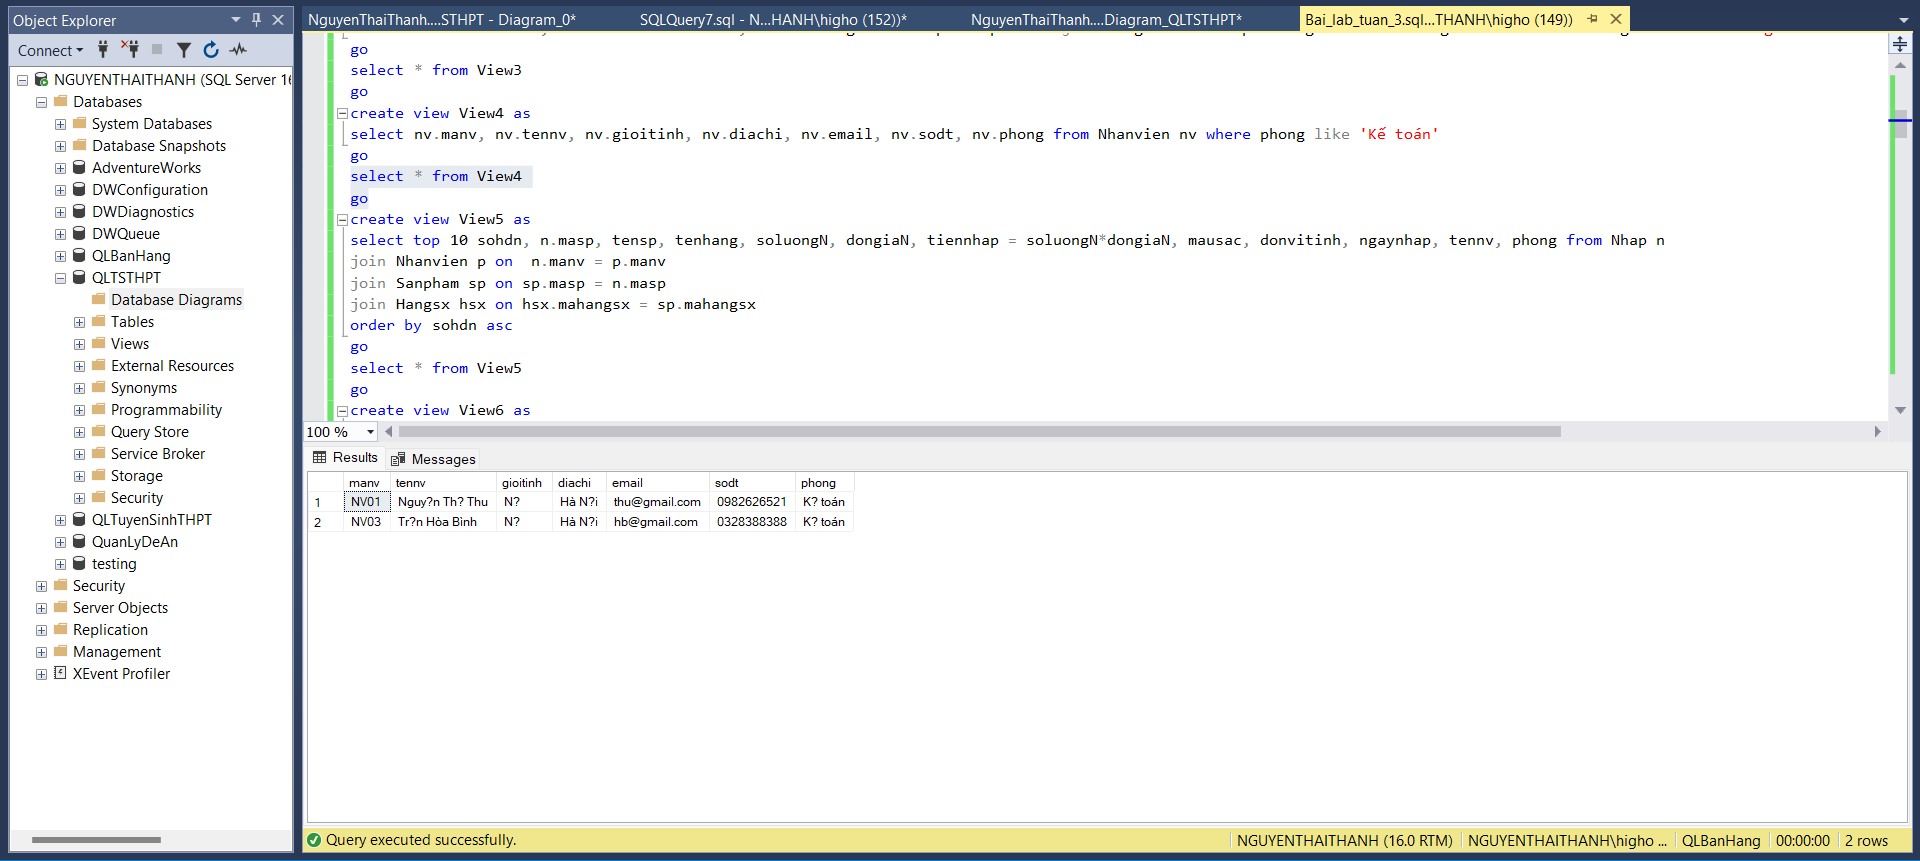 Object Explorer
Connect
NGUYENTHAITHANH (SQL Server 16
Databases
System Databases
Database Snapshots
AdventureWorks
DWConfiguration
DWDiagnostics
DWQueue
QLBanHang
QLTSTHPT
Database Diagrams
Tables
Views
External Resources
Synonyms
Programmability
Query Store
Service Broker
Storage
Security
QLTuyenSinhTHPT
QuanLyDeAn
testing
Security
Server Objects
Replication
Management
XEvent Profiler
NguyenThaiThanh....STHPT - Diagram_0* SQLQuery7.sql - N...HANH\higho (152))* NguyenThaiThanh....Diagram_QLTSTHPT* Bai_lab_tuan_3.sql...THANH\higho (149))
go
select * from View3
go
create view View4 as
select nv.manv, nv.tennv, nv.gioitinh, nv.diachi, nv.email, nv.sodt, nv.phong from Nhanvien nv where phong like 'Kế toán'
go
select * from View4
go
create view View5 as
select top 10 sohdn, n.masp, tensp, tenhang, soluongN, dongiaN, tiennhap = soluongN*dongiaN, mausac, donvitinh, ngaynhap, tennv, phong from Nhap n
join Nhanvien p on  n.manv = p.manv
join Sanpham sp on sp.masp = n.masp
join Hangsx hsx on hsx.mahangsx = sp.mahangsx
order by sohdn asc
go
select * from View5
go
create view View6 as
100 %
Results Messages
manv tennv gioitinh diachi email sodt phong
1 NV01 Nguy?n Th? Thu N? Hà N?i thu@gmail.com 0982626521 K? toán
2 NV03 Tr?n Hòa Bình N? Hà N?i hb@gmail.com 0328388388 K? toán
Query executed successfully. NGUYENTHAITHANH (16.0 RTM) NGUYENTHAITHANH\higho ... QLBanHang 00:00:00 2 rows